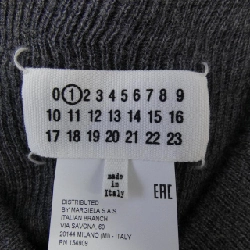 0 1 2 3 4 5 6 7 8 9
10 11 12 13 14 15 16
17 18 19 20 21 22 23
made
in
Italy
EAC
DISTRIBUTED
BY MARGIELA S.A.S
ITALIAN BRANCH
VIA SAVONA, 60
20144 MILANO (MI) - ITALY